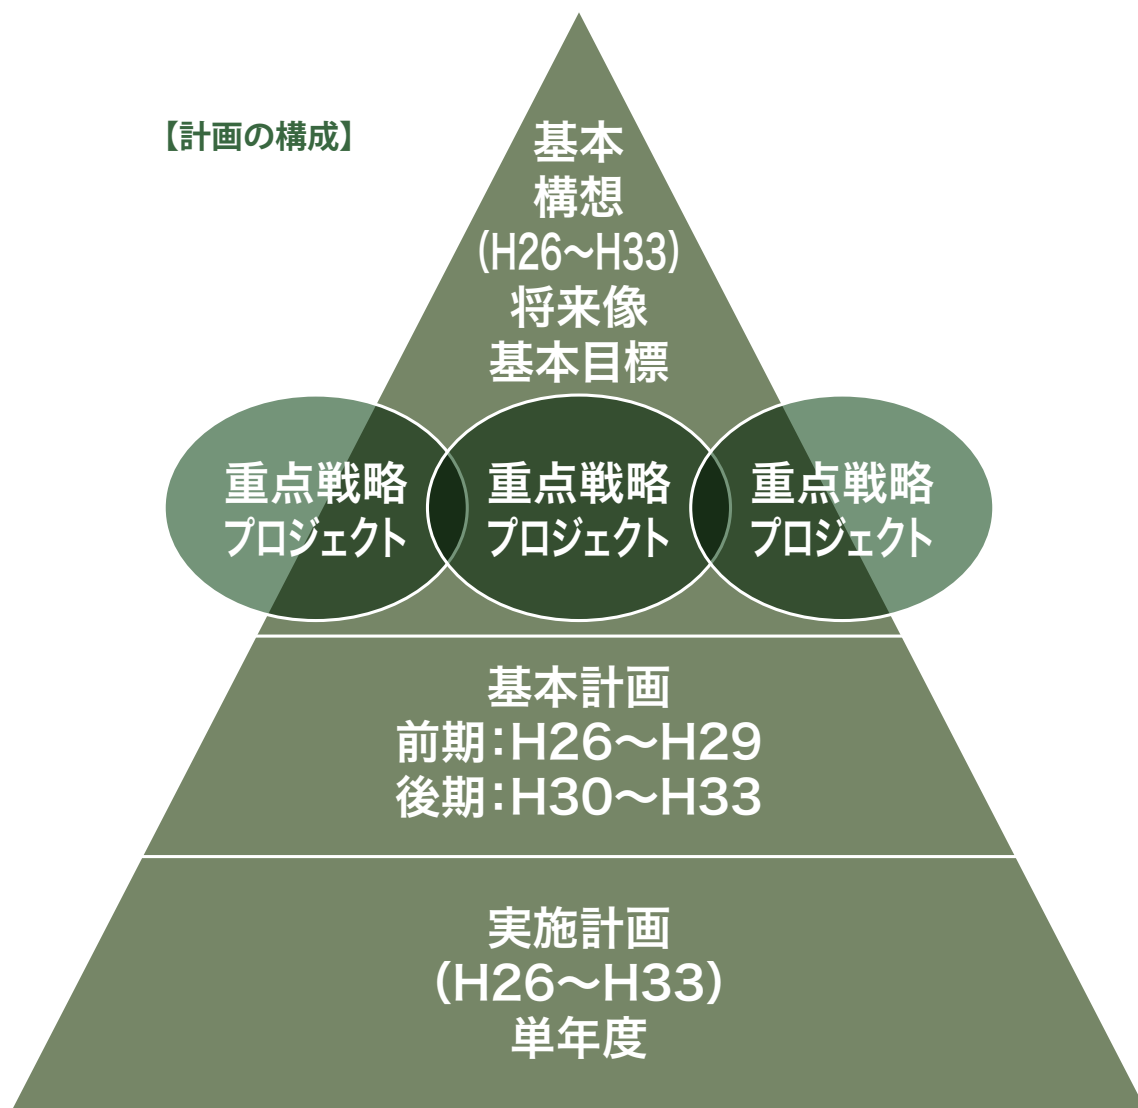 【計画の構成】
基本
構想
(H26〜H33)
将来像
基本目標
重点戦略
プロジェクト
重点戦略
プロジェクト
重点戦略
プロジェクト
基本計画
前期：H26〜H29
後期：H30〜H33
実施計画
(H26〜H33)
単年度